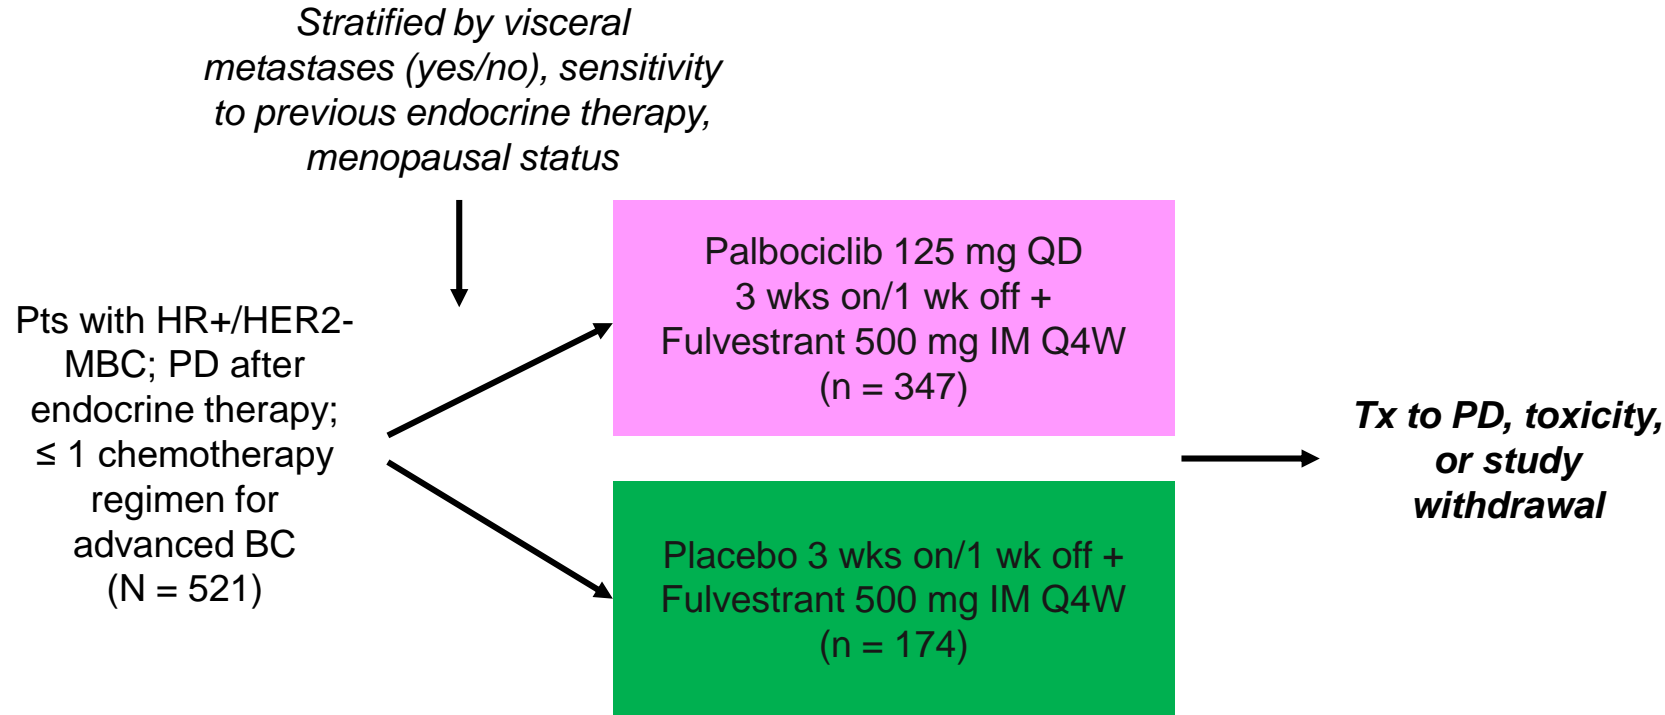 Stratified by visceral
metastases (yes/no), sensitivity
to previous endocrine therapy,
menopausal status
Pts with HR+/HER2-
MBC; PD after
endocrine therapy;
≤ 1 chemotherapy
regimen for
advanced BC
(N = 521)
Palbociclib 125 mg QD
3 wks on/1 wk off +
Fulvestrant 500 mg IM Q4W
(n = 347)
Placebo 3 wks on/1 wk off +
Fulvestrant 500 mg IM Q4W
(n = 174)
Tx to PD, toxicity,
or study
withdrawal